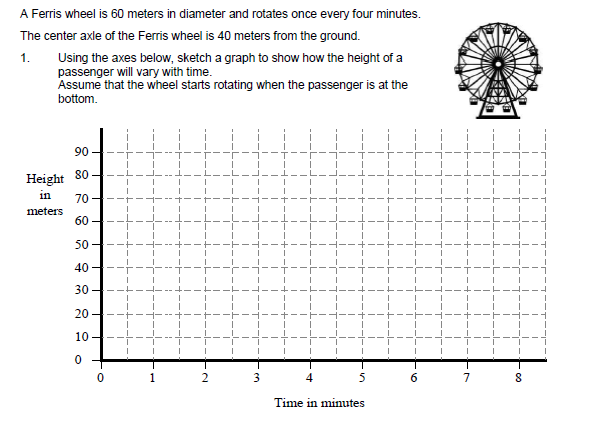 A Ferris wheel is 60 meters in diameter and rotates once every four minutes.
The center axle of the Ferris wheel is 40 meters from the ground.
1. Using the axes below, sketch a graph to show how the height of a
passenger will vary with time.
Assume that the wheel starts rotating when the passenger is at the
bottom.
90
Height 80
in 70
meters
60
50
40
30
20
10
0
0 1 2 3 4 5 6 7 8
Time in minutes